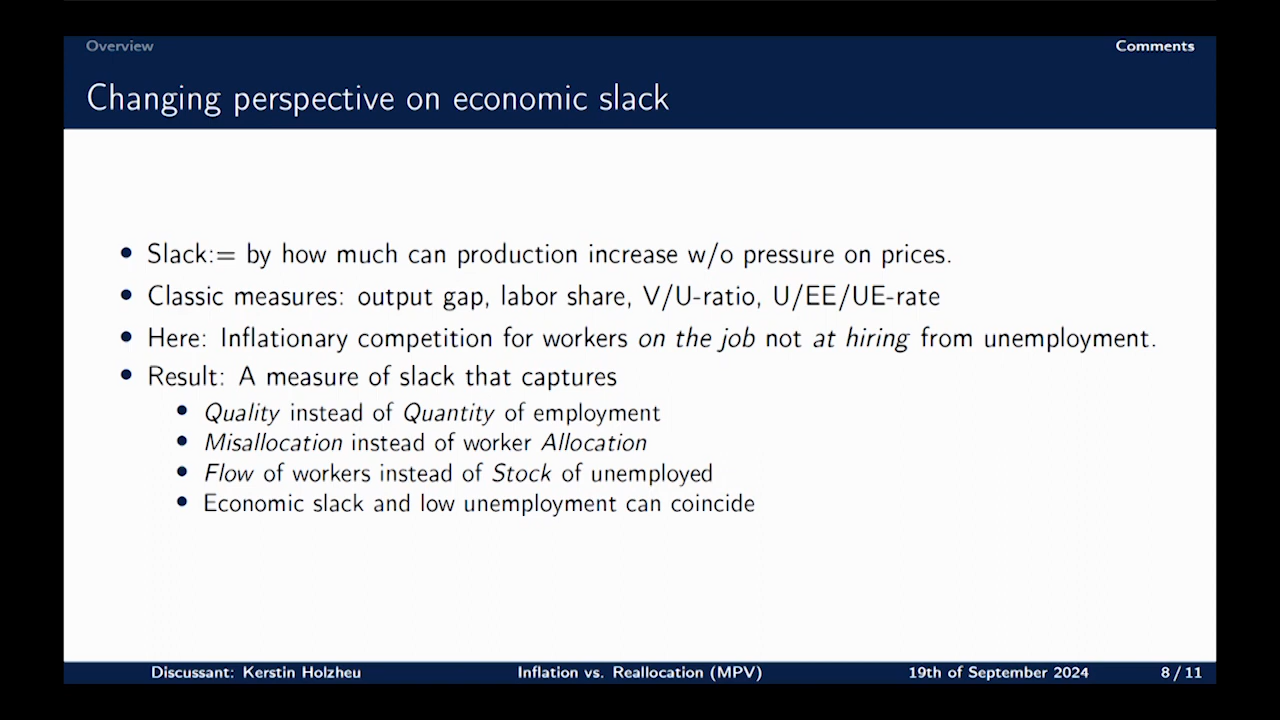 Overview
Comments
Changing perspective on economic slack
• Slack:= by how much can production increase w/o pressure on prices.
• Classic measures: output gap, labor share, V/U-ratio, U/EE/UE-rate
• Here: Inflationary competition for workers on the job not at hiring from unemployment.
• Result: A measure of slack that captures
• Quality instead of Quantity of employment
• Misallocation instead of worker Allocation
• Flow of workers instead of Stock of unemployed
• Economic slack and low unemployment can coincide
Discussant: Kerstin Holzheu
Inflation vs. Reallocation (MPV)
19th of September 2024
8 / 11